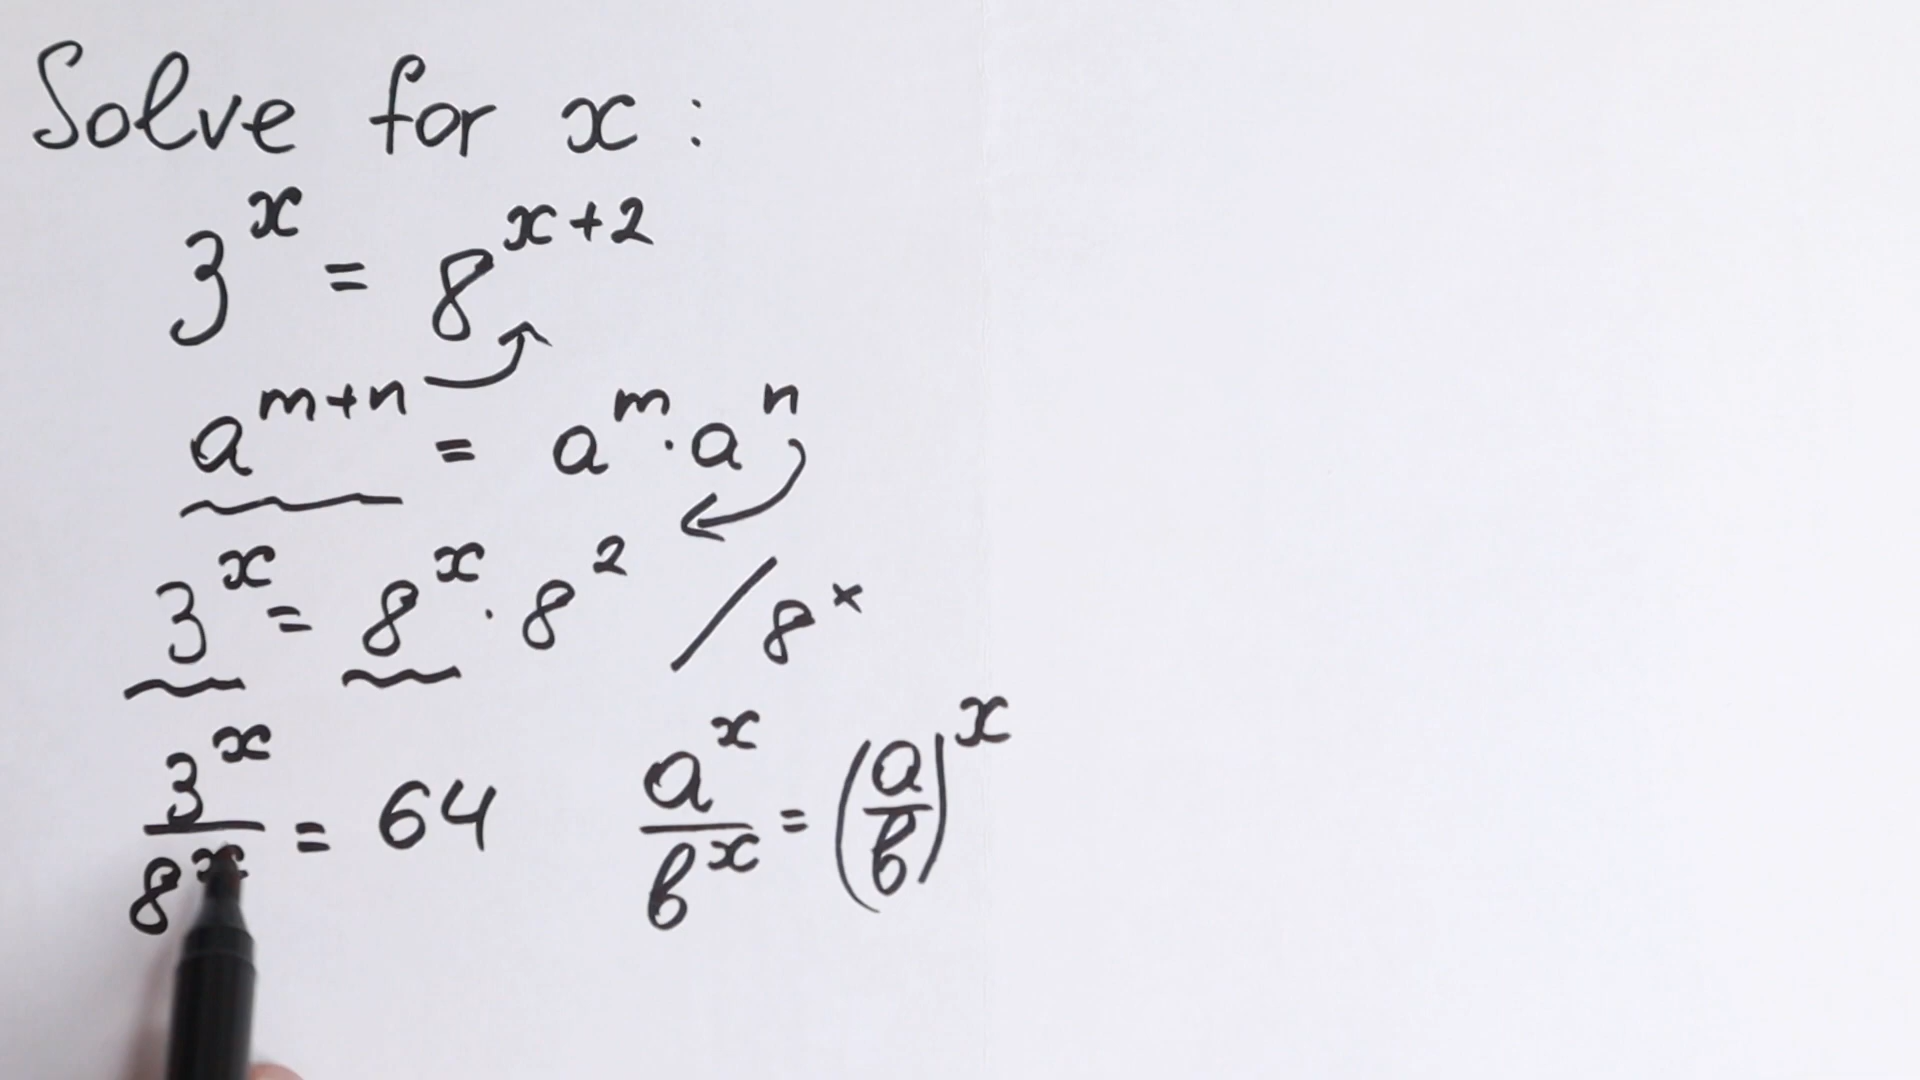 Solve for x :
3^x = 8^{x+2}
a^{m+n} = a^m · a^n
3^x = 8^x · 8^2 / 8^x
3^x/8^x = 64 a^x/b^x = (a/b)^x